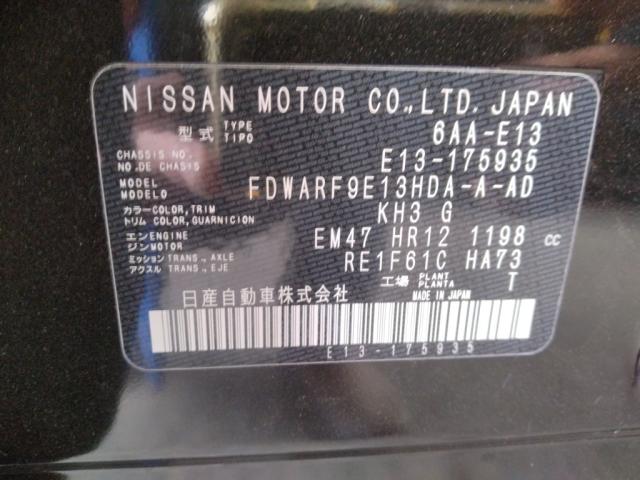 NISSAN MOTOR CO.,LTD. JAPAN
型式 TYPE TIPO 6AA-E13
CHASSIS NO. NO.DE CHASIS E13-175935
MODEL MODELO FDWARF9E13HDA-A-AD
カラー COLOR,TRIM トリム COLOR,GUARNICION KH3 G
エンジン ENGINE MOTOR EM47 HR12 1198 cc
ミッション TRANS.,AXLE アクスル TRANS.,EJE RE1F61C HA73
工場 PLANT PLANTA T
日産自動車株式会社 MADE IN JAPAN
E13-175935